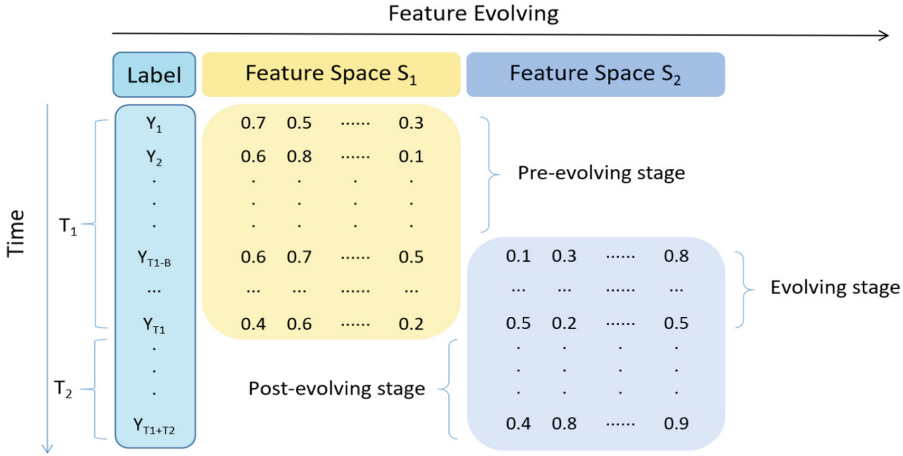 Feature Evolving
Label Feature Space S₁ Feature Space S₂
Y₁ 0.7 0.5 ...... 0.3
Y₂ 0.6 0.8 ...... 0.1
Pre-evolving stage
. . . . .
. . . . .
. . . . .
Time
T₁
Y_T1-B 0.6 0.7 ...... 0.5 0.1 0.3 ...... 0.8
... ... ... ...... ... ... ... ...... ...
Evolving stage
Y_T1 0.4 0.6 ...... 0.2 0.5 0.2 ...... 0.5
. . . . .
. . . . .
. . . . .
T₂
Post-evolving stage
Y_T1+T2 0.4 0.8 ...... 0.9